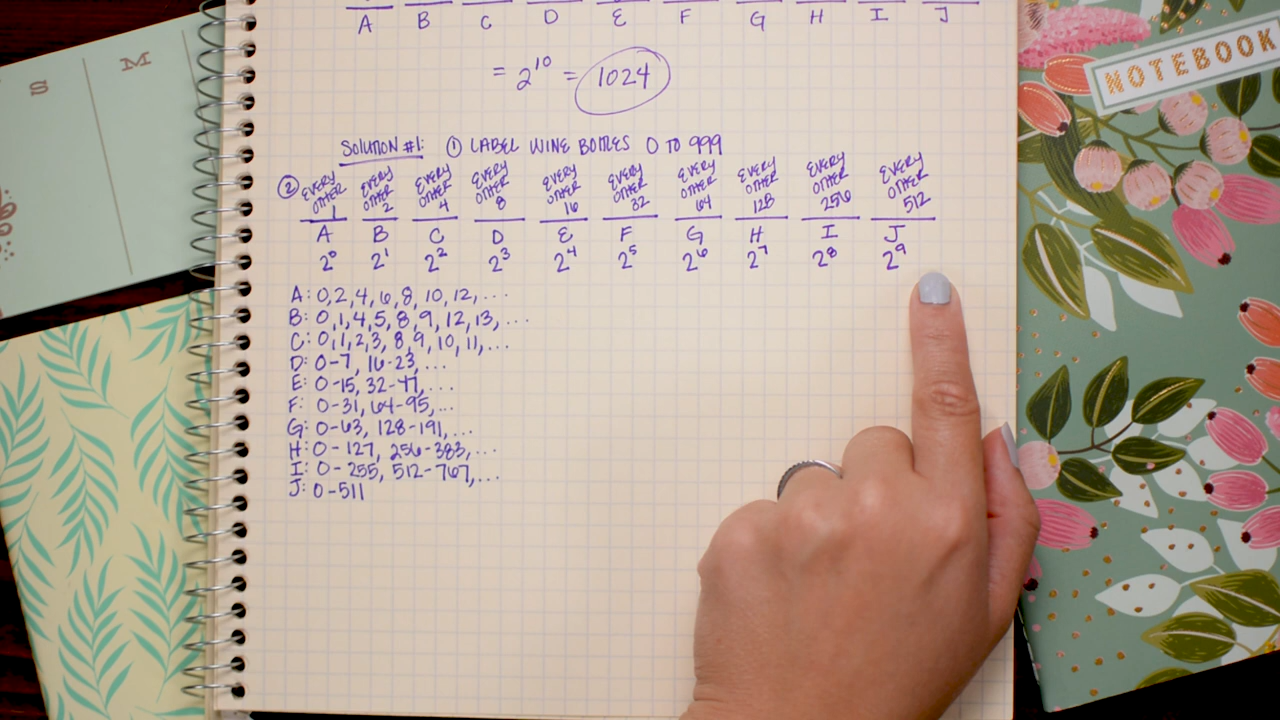 S M
NOTEBOOK
A B C D E F G H I J
= 2^10 = 1024
SOLUTION #1: ① LABEL WINE BOTTLES 0 TO 999
② EVERY OTHER 1 EVERY OTHER 2 EVERY OTHER 4 EVERY OTHER 8 EVERY OTHER 16 EVERY OTHER 32 EVERY OTHER 64 EVERY OTHER 128 EVERY OTHER 256 EVERY OTHER 512
A B C D E F G H I J
2^0 2^1 2^2 2^3 2^4 2^5 2^6 2^7 2^8 2^9
A: 0,2,4,6,8,10,12,...
B: 0,1,4,5,8,9,12,13,...
C: 0,1,2,3,8,9,10,11,...
D: 0-7, 16-23,...
E: 0-15, 32-47,...
F: 0-31, 64-95,...
G: 0-63, 128-191,...
H: 0-127, 256-383,...
I: 0-255, 512-767,...
J: 0-511